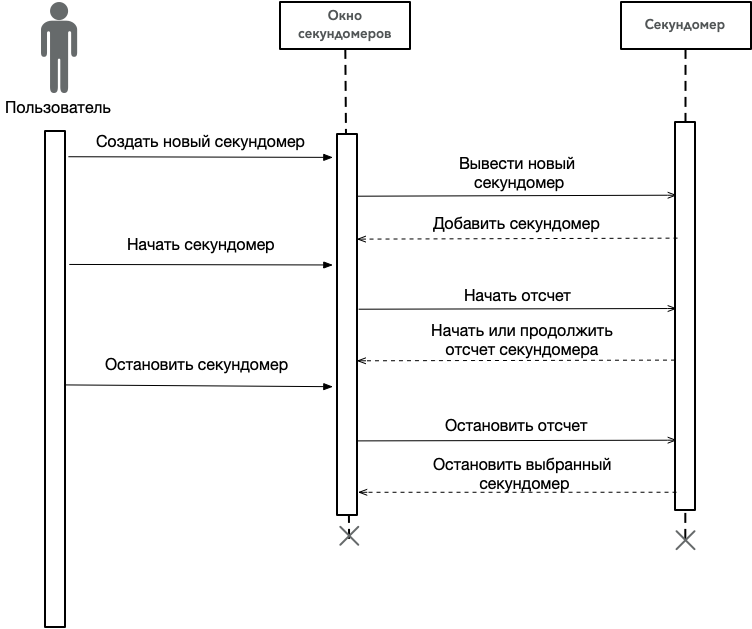 Окно
секундомеров
Секундомер
Пользователь
Создать новый секундомер
Вывести новый
секундомер
Добавить секундомер
Начать секундомер
Начать отсчет
Начать или продолжить
отсчет секундомера
Остановить секундомер
Остановить отсчет
Остановить выбранный
секундомер